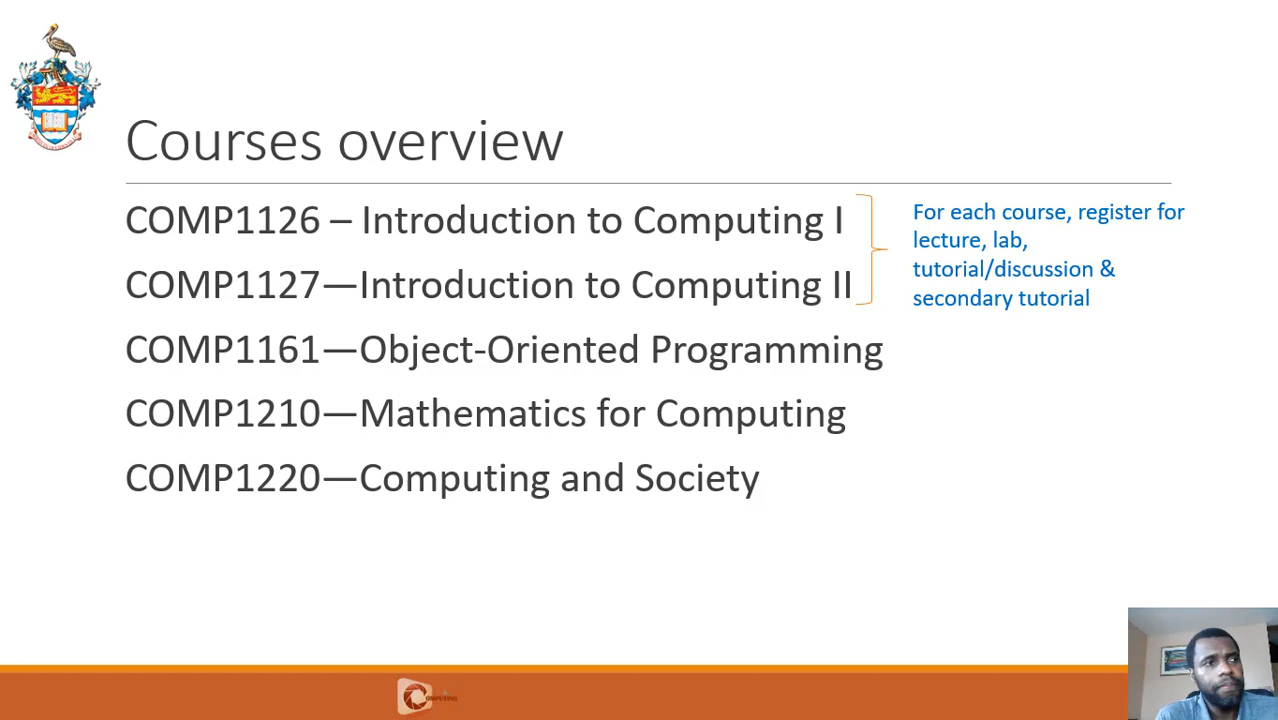 Courses overview
COMP1126 – Introduction to Computing I
COMP1127—Introduction to Computing II
COMP1161—Object-Oriented Programming
COMP1210—Mathematics for Computing
COMP1220—Computing and Society
For each course, register for
lecture, lab,
tutorial/discussion &
secondary tutorial